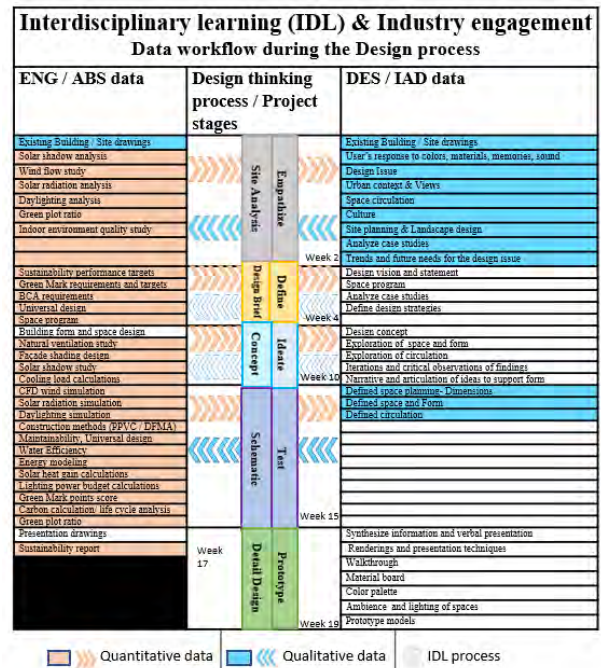 Interdisciplinary learning (IDL) & Industry engagement
Data workflow during the Design process
ENG / ABS data
Design thinking
process / Project
stages
DES / IAD data
Existing Building / Site drawings
Solar shadow analysis
Wind flow study
Solar radiation analysis
Daylighting analysis
Green plot ratio
Indoor environment quality study
Site Analysis
Empathize
Week 2
Existing Building / Site drawings
User's response to colors, materials, memories, sound
Design Issue
Urban context & Views
Space circulation
Culture
Site planning & Landscape design
Analyze case studies
Trends and future needs for the design issue
Sustainability performance targets
Green Mark requirements and targets
BCA requirements
Universal design
Space program
Design Brief
Define
Week 4
Design vision and statement
Space program
Analyze case studies
Define design strategies
Building form and space design
Natural ventilation study
Façade shading design
Solar shadow study
Cooling load calculations
Concept
Ideate
Week 10
Design concept
Exploration of space and form
Exploration of circulation
Iterations and critical observations of findings
Narrative and articulation of ideas to support form
CFD wind simulation
Solar radiation simulation
Daylighting simulation
Construction methods (PPVC / DFMA)
Maintainability, Universal design
Water Efficiency
Energy modeling
Solar heat gain calculations
Lighting power budget calculations
Green Mark points score
Carbon calculation/ life cycle analysis
Green plot ratio
Schematic
Test
Week 15
Defined space planning- Dimensions
Defined space and Form
Defined circulation
Presentation drawings
Sustainability report
Week
17
Detail Design
Prototype
Week 19
Synthesize information and verbal presentation
Renderings and presentation techniques
Walkthrough
Material board
Color palette
Ambience and lighting of spaces
Prototype models
Quantitative data
Qualitative data
IDL process